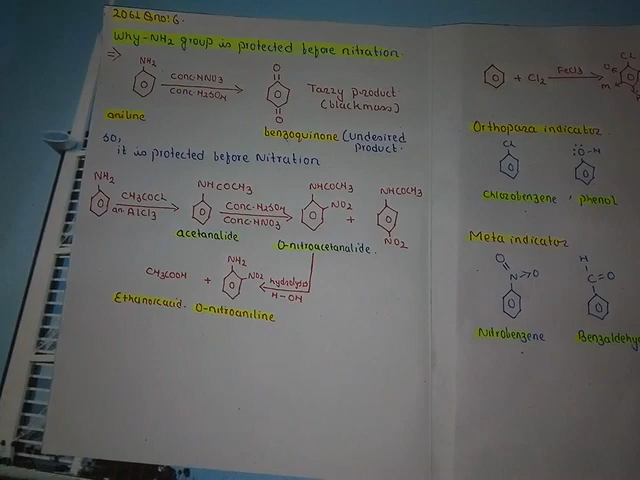 2061 Q.no: 6.
Why -NH2 group is protected before nitration.
⇒
NH2
conc·HNO3
conc·H2SO4
O
O
Tarry product
(blackmass)
aniline
benzoquinone (undesired
product.
so,
it is protected before Nitration
NH2
CH3COCl
an.AlCl3
NHCOCH3
conc·H2SO4
conc·HNO3
NHCOCH3
NO2
+
NHCOCH3
NO2
acetanalide
O-nitroacetanalide.
CH3COOH
+
NH2
NO2
hydrolysis
H-OH
Ethanoicacid.
O-nitroaniline
+ Cl2
FeCl3
Cl
O
m
P
Orthopara indicator
Cl
:O-H
chlorobenzene , phenol
Meta indicator
O
N
O
H
C=O
Nitrobenzene
Benzaldehyd